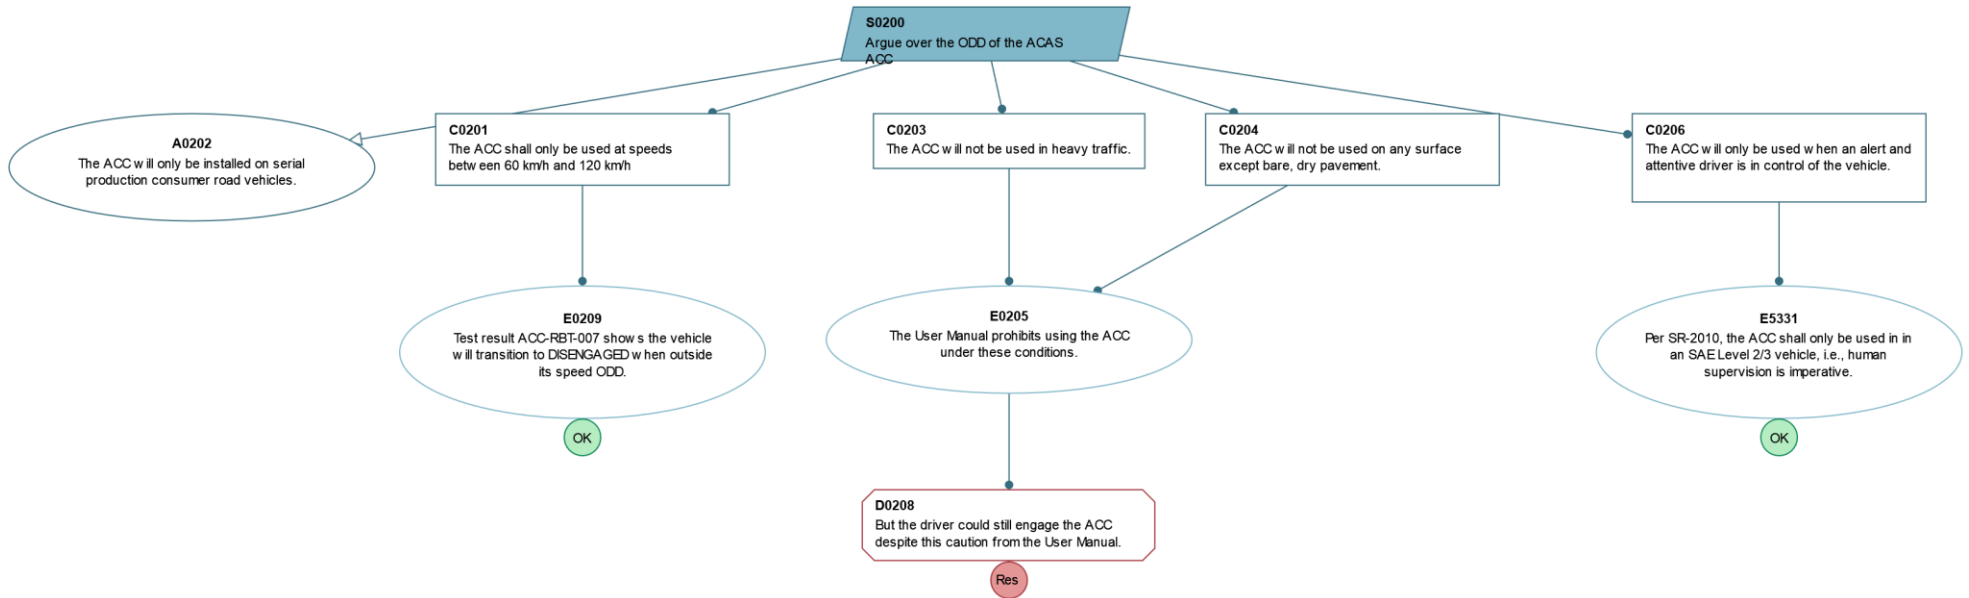 S0200
Argue over the ODD of the ACAS
ACC
A0202
The ACC will only be installed on serial
production consumer road vehicles.
C0201
The ACC shall only be used at speeds
between 60 km/h and 120 km/h
C0203
The ACC will not be used in heavy traffic.
C0204
The ACC will not be used on any surface
except bare, dry pavement.
C0206
The ACC will only be used when an alert and
attentive driver is in control of the vehicle.
E0209
Test result ACC-RBT-007 shows the vehicle
will transition to DISENGAGED when outside
its speed ODD.
OK
E0205
The User Manual prohibits using the ACC
under these conditions.
E5331
Per SR-2010, the ACC shall only be used in in
an SAE Level 2/3 vehicle, i.e., human
supervision is imperative.
OK
D0208
But the driver could still engage the ACC
despite this caution from the User Manual.
Res